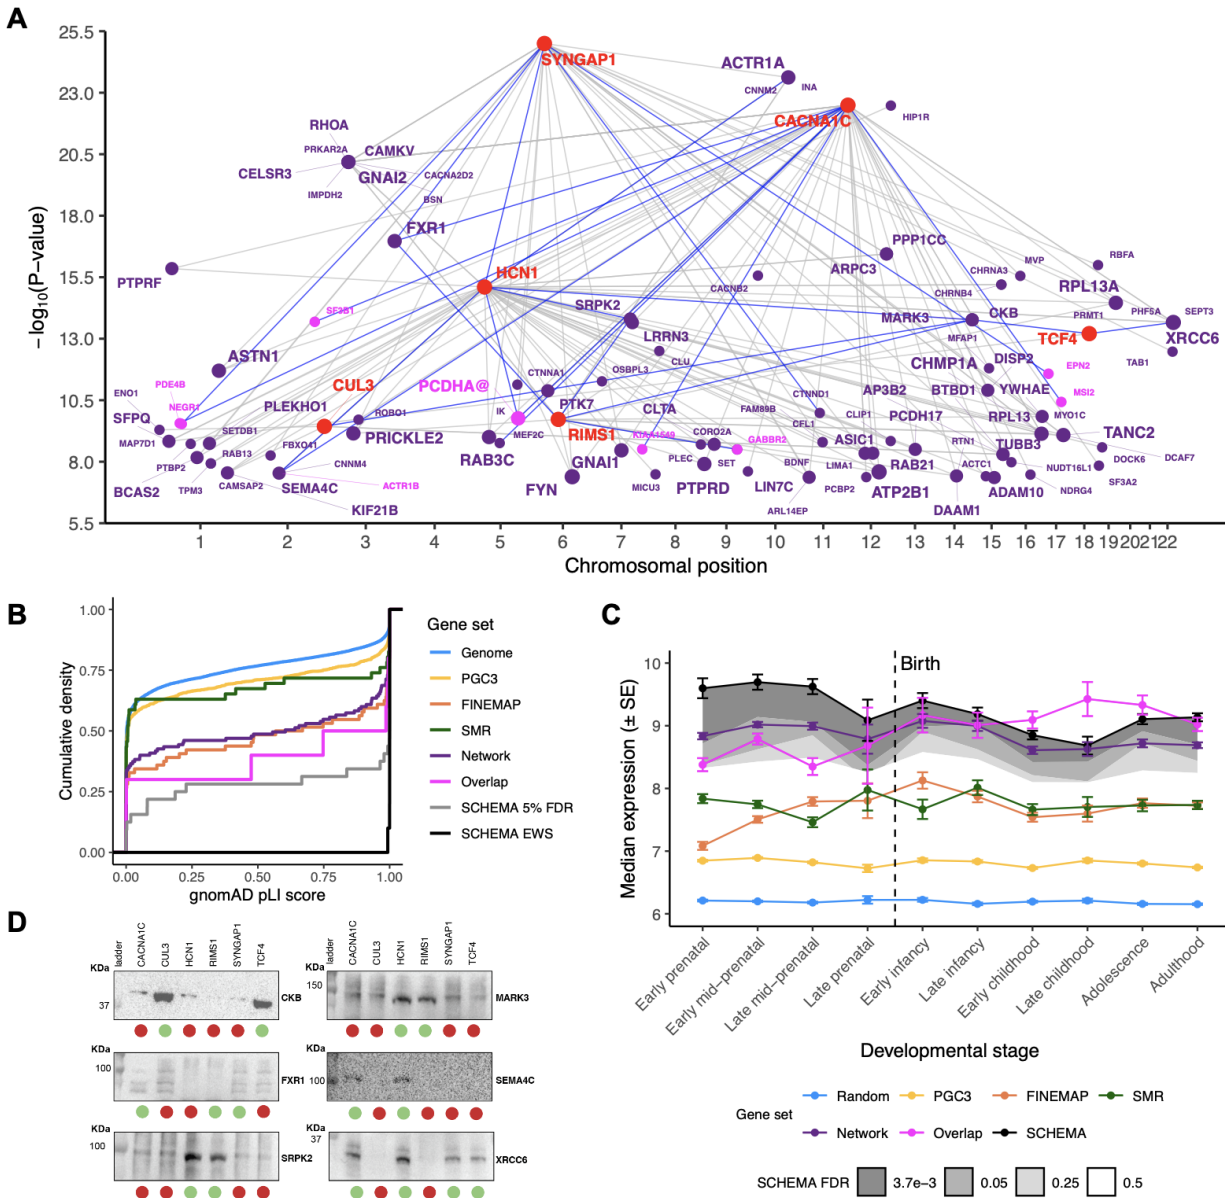 A
25.5
23.0
20.5
18.0
15.5
13.0
10.5
8.0
5.5
−log10(P−value)
SYNGAP1
ACTR1A
CNNM2
INA
CACNA1C
HIP1R
RHOA
PRKAR2A
CAMKV
CELSR3
GNAI2
CACNA2D2
IMPDH2
BSN
FXR1
PPP1CC
ARPC3
RBFA
MVP
CHRNA3
PTPRF
HCN1
CACNB2
CHRNB4
RPL13A
SF3B1
SRPK2
MARK3
CKB
PRMT1
PHF5A
SEPT3
LRRN3
MFAP1
TCF4
XRCC6
ASTN1
CLU
CHMP1A
DISP2
EPN2
TAB1
PDE4B
CUL3
PCDHA@
CTNNA1
OSBPL3
ENO1
NEGR1
PLEKHO1
PTK7
CTNND1
AP3B2
BTBD1
YWHAE
MSI2
SFPQ
ROBO1
IK
CLTA
FAM89B
CLIP1
PCDH17
RPL13
MYO1C
MAP7D1
SETDB1
FBXO41
PRICKLE2
MEF2C
RIMS1
KIAA1549
CORO2A
GABBR2
CFL1
ASIC1
RTN1
TUBB3
TANC2
PTBP2
RAB13
CNNM4
RAB3C
GNAI1
PLEC
SET
BDNF
LIMA1
RAB21
ACTC1
NUDT16L1
DOCK6
DCAF7
BCAS2
TPM3
CAMSAP2
SEMA4C
ACTR1B
FYN
MICU3
PTPRD
LIN7C
PCBP2
ATP2B1
ADAM10
NDRG4
SF3A2
KIF21B
ARL14EP
DAAM1
1 2 3 4 5 6 7 8 9 10 11 12 13 14 15 16 17 18 19 20 21 22
Chromosomal position
B
1.00
0.75
0.50
0.25
0.00
Cumulative density
0.00 0.25 0.50 0.75 1.00
gnomAD pLI score
Gene set
Genome
PGC3
FINEMAP
SMR
Network
Overlap
SCHEMA 5% FDR
SCHEMA EWS
C
10
9
8
7
6
Median expression (± SE)
Birth
Early prenatal
Early mid−prenatal
Late mid−prenatal
Late prenatal
Early infancy
Late infancy
Early childhood
Late childhood
Adolescence
Adulthood
Developmental stage
Gene set
Random PGC3 FINEMAP SMR
Network Overlap SCHEMA
SCHEMA FDR 3.7e−3 0.05 0.25 0.5
D
ladder CACNA1C CUL3 HCN1 RIMS1 SYNGAP1 TCF4
KDa
37
CKB
ladder CACNA1C CUL3 HCN1 RIMS1 SYNGAP1 TCF4
KDa
150
MARK3
KDa
100
FXR1
KDa
100
SEMA4C
KDa
100
SRPK2
KDa
37
XRCC6